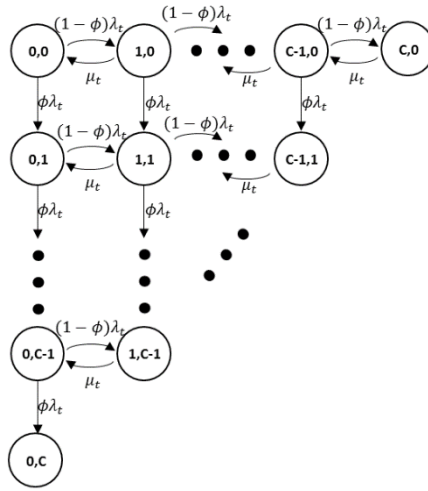 (1-ϕ)λₜ (1-ϕ)λₜ (1-ϕ)λₜ
0,0 1,0 C-1,0 C,0
μₜ μₜ μₜ
ϕλₜ ϕλₜ ϕλₜ
(1-ϕ)λₜ (1-ϕ)λₜ
0,1 1,1 C-1,1
μₜ μₜ
ϕλₜ ϕλₜ
(1-ϕ)λₜ
0,C-1 1,C-1
μₜ
ϕλₜ
0,C